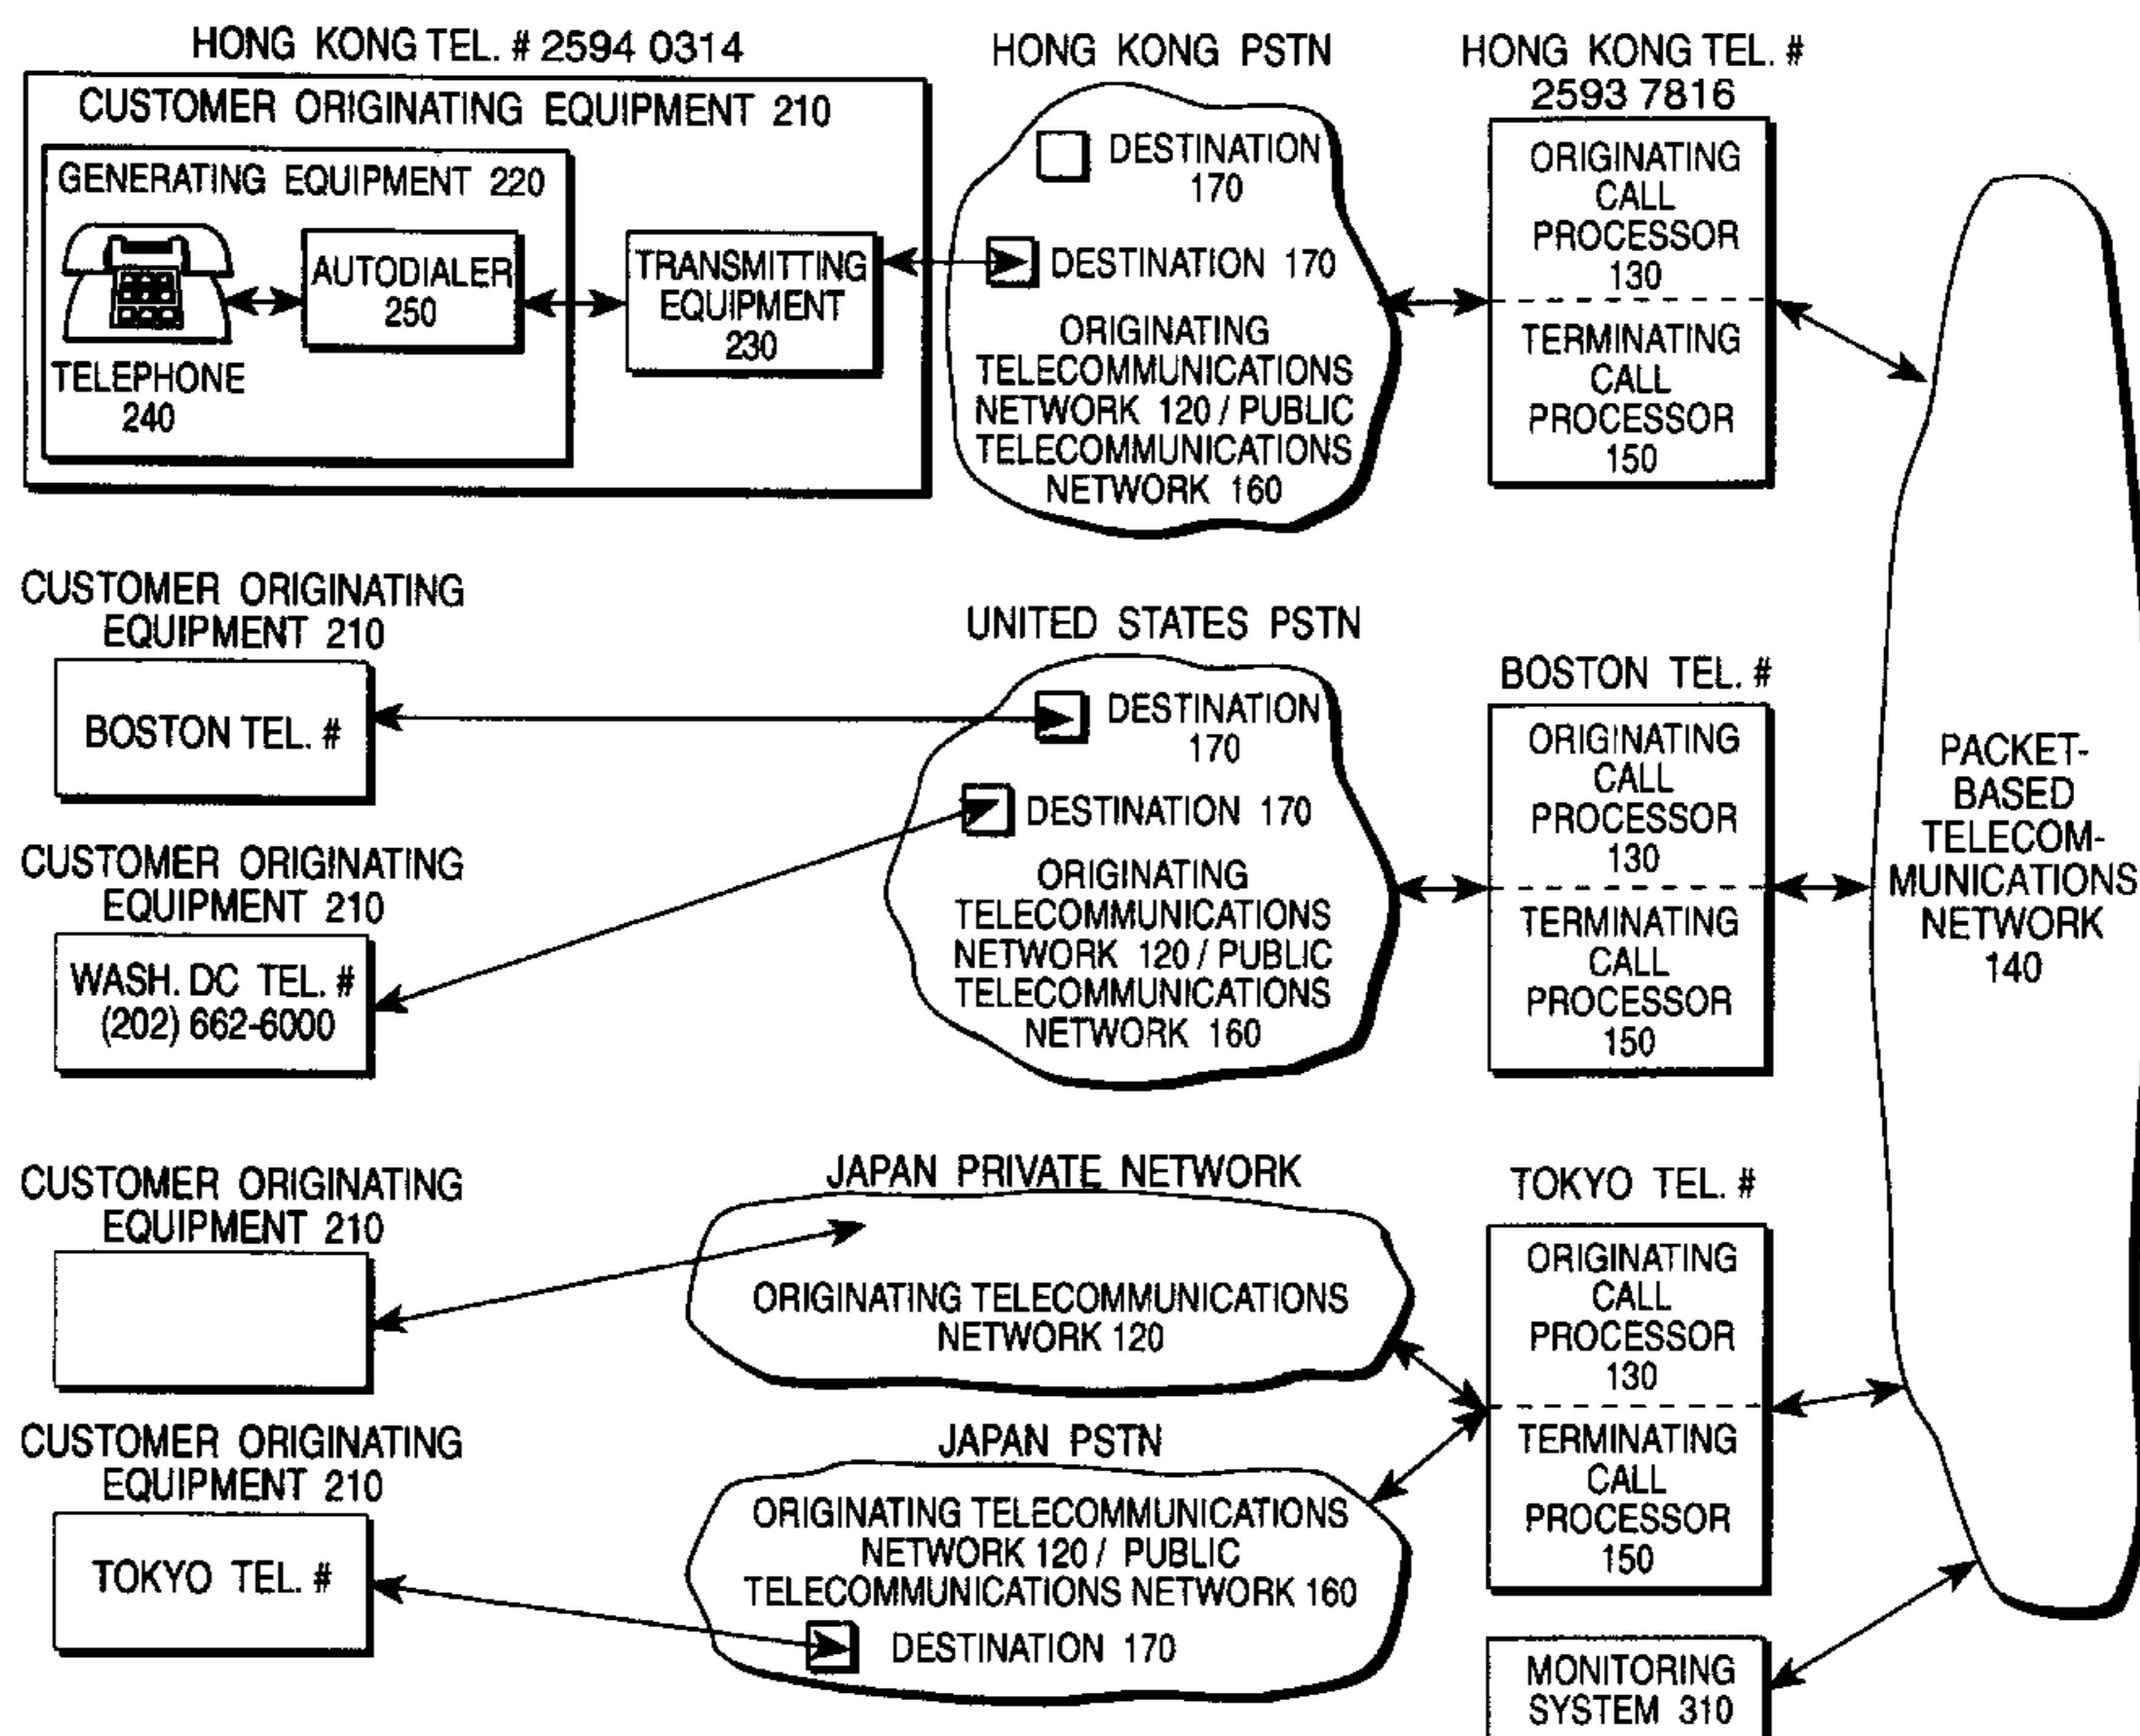 HONG KONG TEL. # 2594 0314
CUSTOMER ORIGINATING EQUIPMENT 210
GENERATING EQUIPMENT 220
TELEPHONE
240
AUTODIALER
250
TRANSMITTING
EQUIPMENT
230
HONG KONG PSTN
DESTINATION
170
DESTINATION 170
ORIGINATING
TELECOMMUNICATIONS
NETWORK 120 / PUBLIC
TELECOMMUNICATIONS
NETWORK 160
HONG KONG TEL. #
2593 7816
ORIGINATING
CALL
PROCESSOR
130
TERMINATING
CALL
PROCESSOR
150
CUSTOMER ORIGINATING
EQUIPMENT 210
BOSTON TEL. #
CUSTOMER ORIGINATING
EQUIPMENT 210
WASH. DC TEL. #
(202) 662-6000
UNITED STATES PSTN
DESTINATION
170
DESTINATION 170
ORIGINATING
TELECOMMUNICATIONS
NETWORK 120 / PUBLIC
TELECOMMUNICATIONS
NETWORK 160
BOSTON TEL. #
ORIGINATING
CALL
PROCESSOR
130
TERMINATING
CALL
PROCESSOR
150
PACKET-
BASED
TELECOM-
MUNICATIONS
NETWORK
140
CUSTOMER ORIGINATING
EQUIPMENT 210
JAPAN PRIVATE NETWORK
ORIGINATING TELECOMMUNICATIONS
NETWORK 120
CUSTOMER ORIGINATING
EQUIPMENT 210
TOKYO TEL. #
JAPAN PSTN
ORIGINATING TELECOMMUNICATIONS
NETWORK 120 / PUBLIC
TELECOMMUNICATIONS NETWORK 160
DESTINATION 170
TOKYO TEL. #
ORIGINATING
CALL
PROCESSOR
130
TERMINATING
CALL
PROCESSOR
150
MONITORING
SYSTEM 310